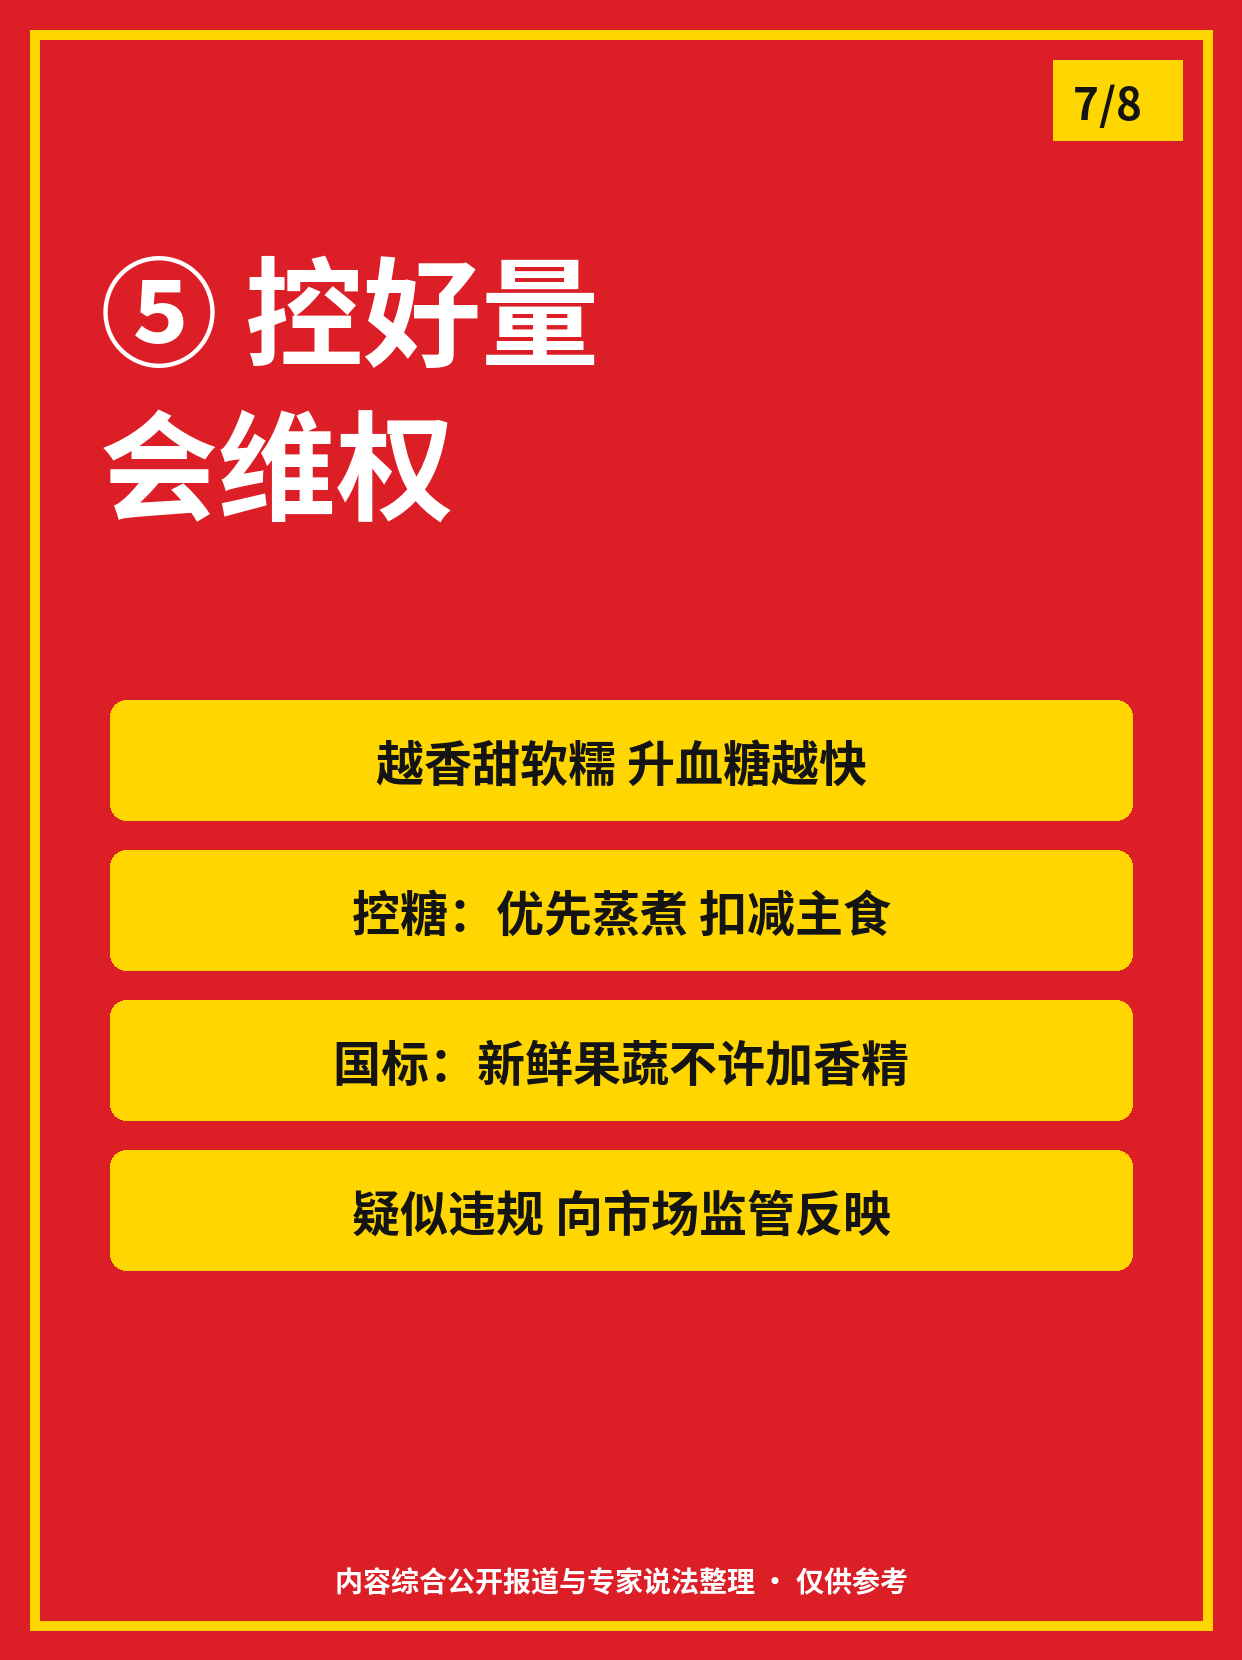 7/8
⑤ 控好量
会维权
越香甜软糯 升血糖越快
控糖：优先蒸煮 扣减主食
国标：新鲜果蔬不许加香精
疑似违规 向市场监管反映
内容综合公开报道与专家说法整理 · 仅供参考